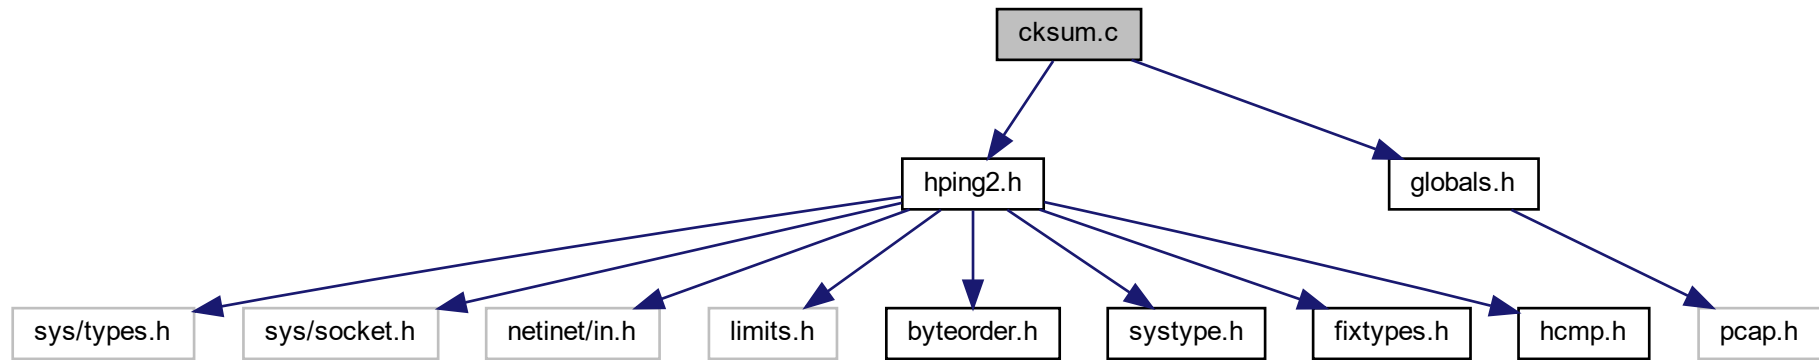 cksum.c
hping2.h
globals.h
sys/types.h
sys/socket.h
netinet/in.h
limits.h
byteorder.h
systype.h
fixtypes.h
hcmp.h
pcap.h